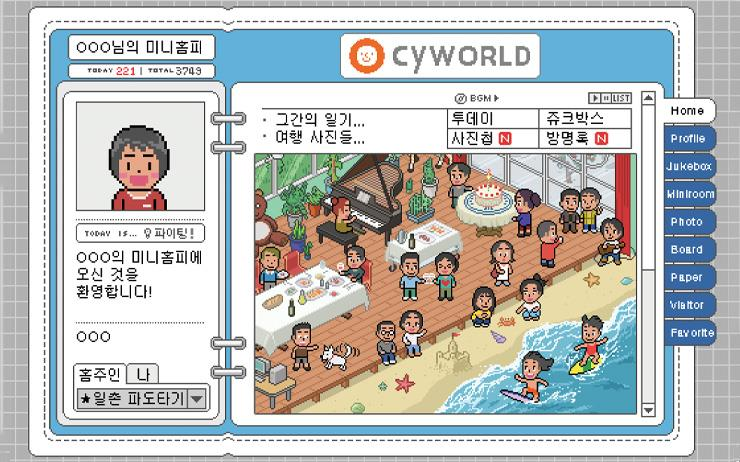 OOO님의 미니홈피
TODAY 221 | TOTAL 3749
CYWORLD
BGM
LIST
· 그간의 일기...
· 여행 사진등...
투데이
쥬크박스
사진첩 N
방명록 N
TODAY IS... 파이팅!
OOO의 미니홈피에
오신 것을
환영합니다!
OOO
홈주인
나
★일촌 파도타기
Home
Profile
Jukebox
Miniroom
Photo
Board
Paper
Visitor
Favorite